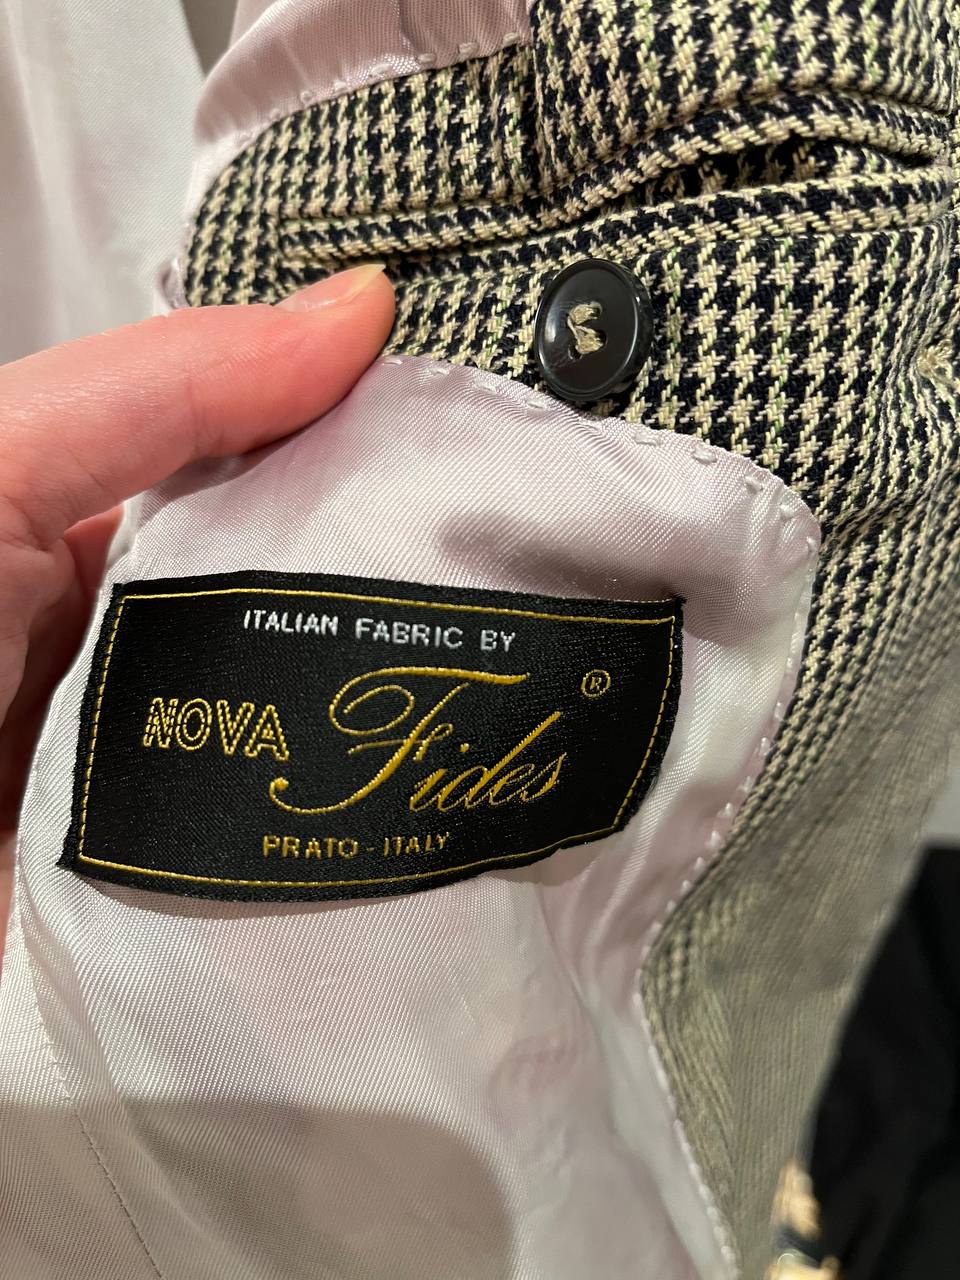 ITALIAN FABRIC BY
NOVA Fides ®
PRATO - ITALY